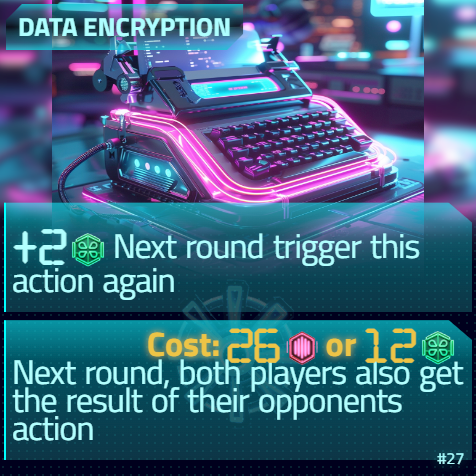 DATA ENCRYPTION
+2 Next round trigger this
action again
Cost: 26 or 12
Next round, both players also get
the result of their opponents
action
#27